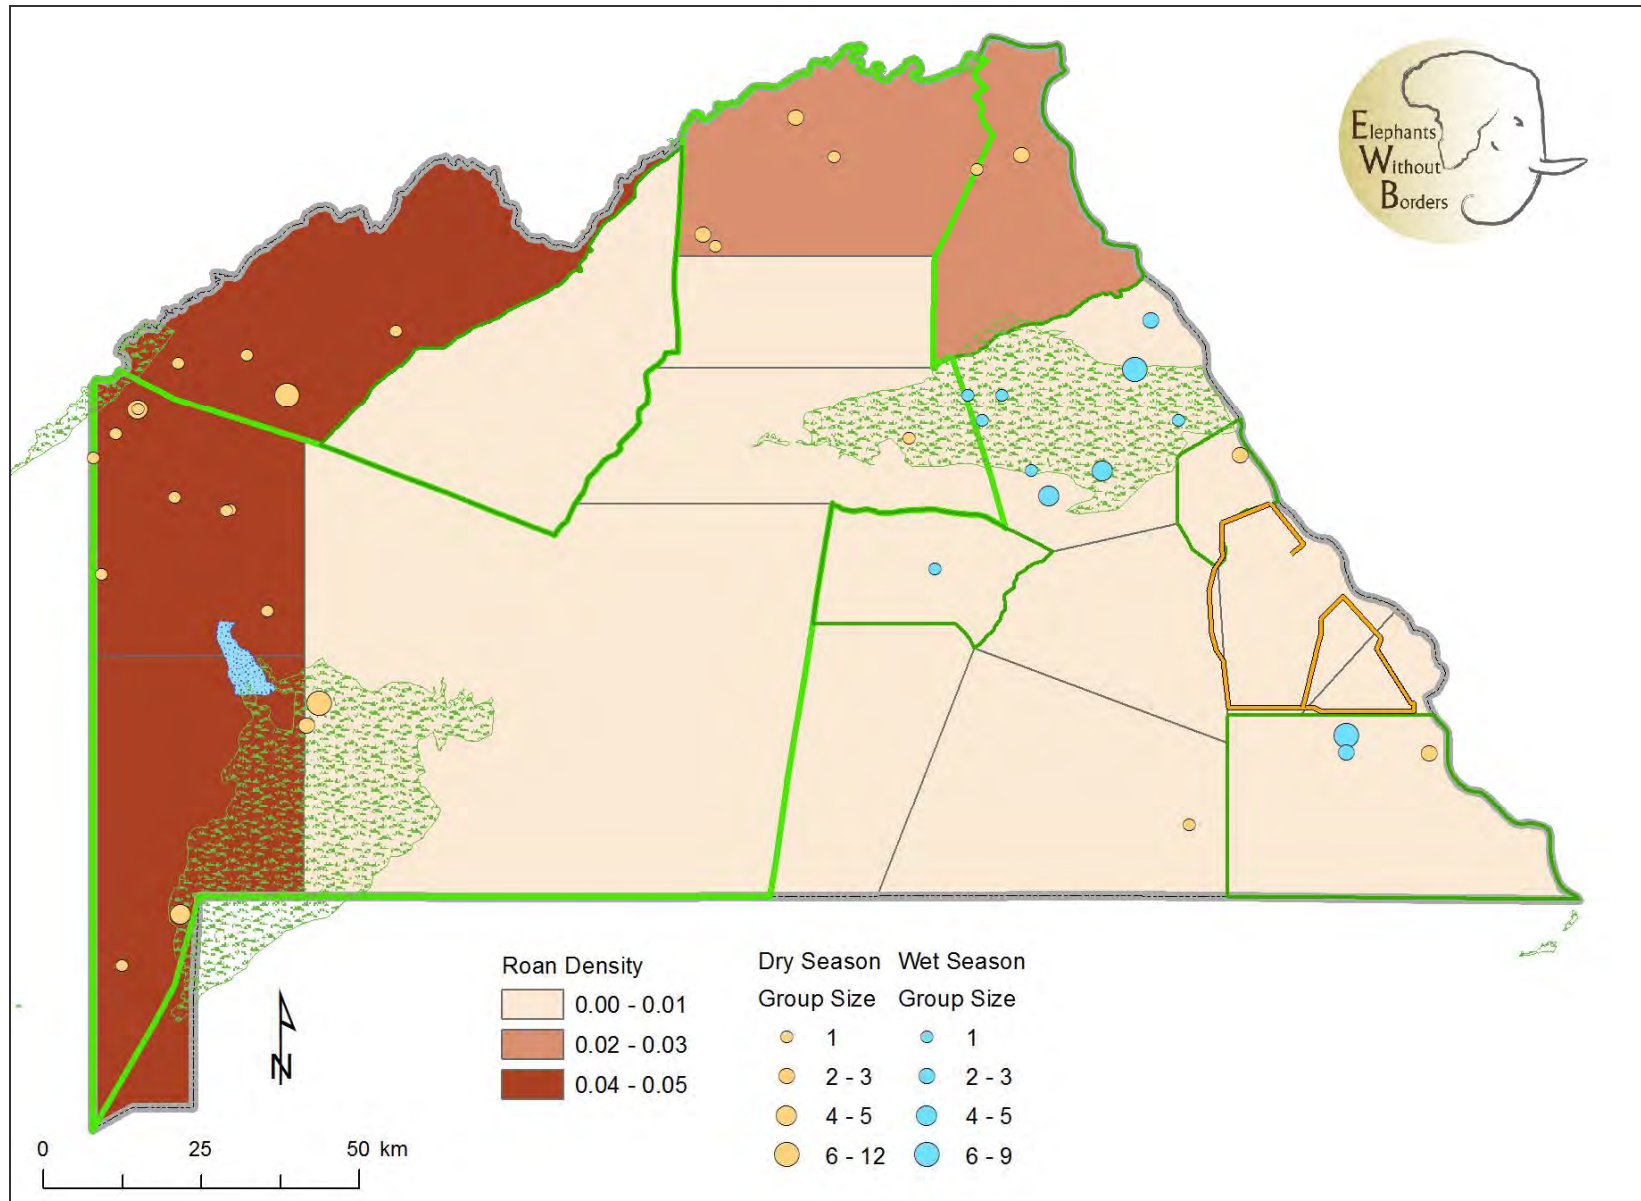 Elephants
Without
Borders
Roan Density
0.00 - 0.01
0.02 - 0.03
0.04 - 0.05
Dry Season Wet Season
Group Size Group Size
1 1
2 - 3 2 - 3
4 - 5 4 - 5
6 - 12 6 - 9
N
0 25 50 km